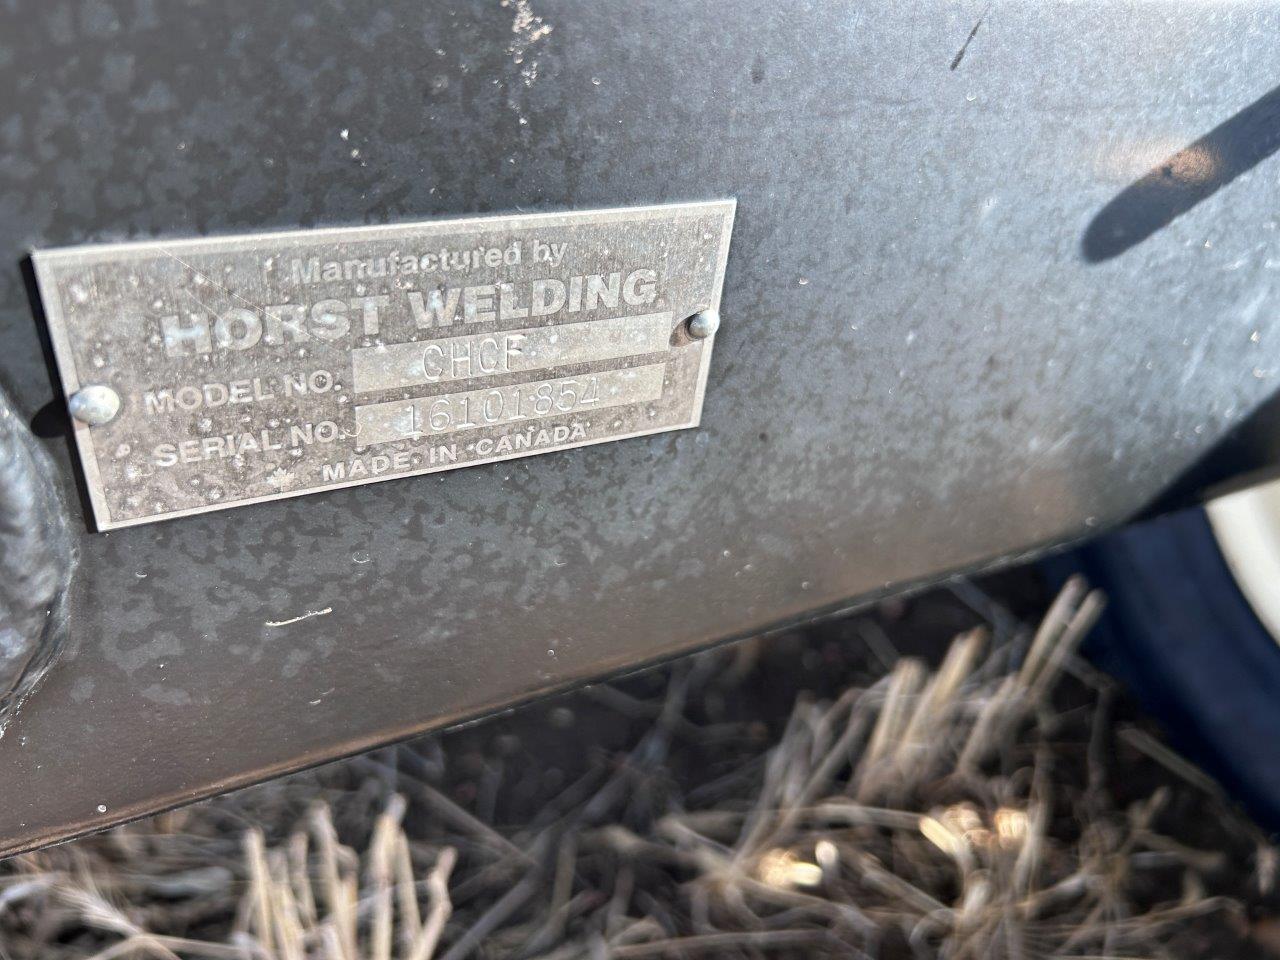 Manufactured by
HORST WELDING
MODEL NO. CHCF
SERIAL NO. 16101854
MADE IN CANADA